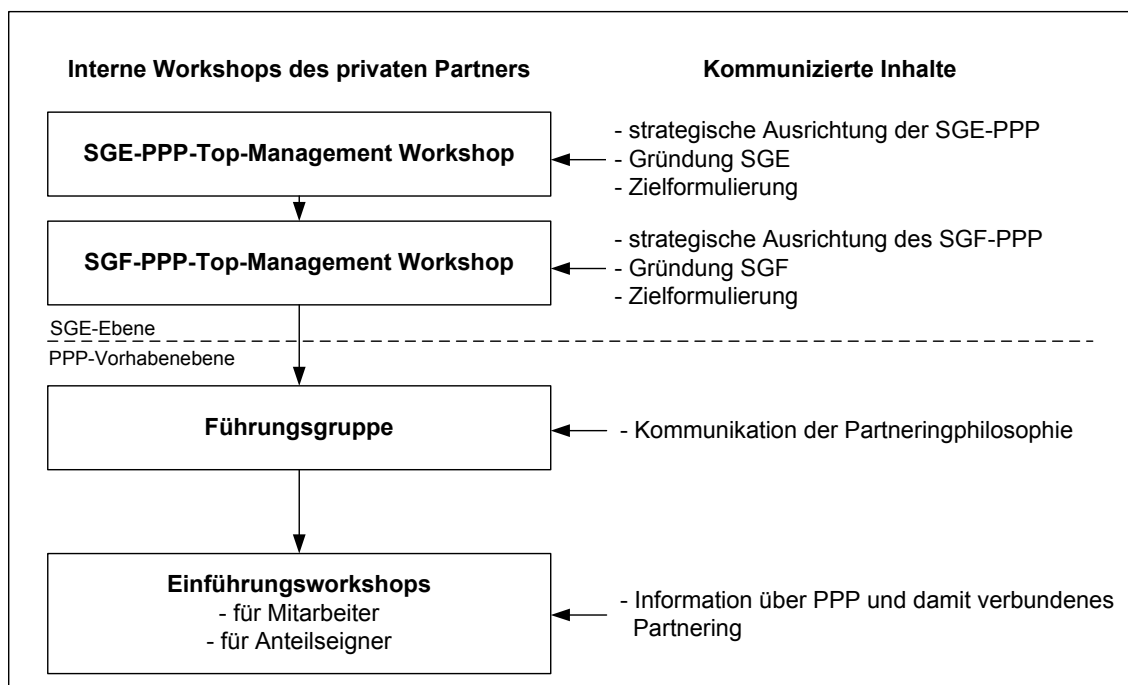 Interne Workshops des privaten Partners
Kommunizierte Inhalte
SGE-PPP-Top-Management Workshop
- strategische Ausrichtung der SGE-PPP
- Gründung SGE
- Zielformulierung
SGF-PPP-Top-Management Workshop
- strategische Ausrichtung des SGF-PPP
- Gründung SGF
- Zielformulierung
SGE-Ebene
PPP-Vorhabenebene
Führungsgruppe
- Kommunikation der Partneringphilosophie
Einführungsworkshops
- für Mitarbeiter
- für Anteilseigner
- Information über PPP und damit verbundenes
Partnering